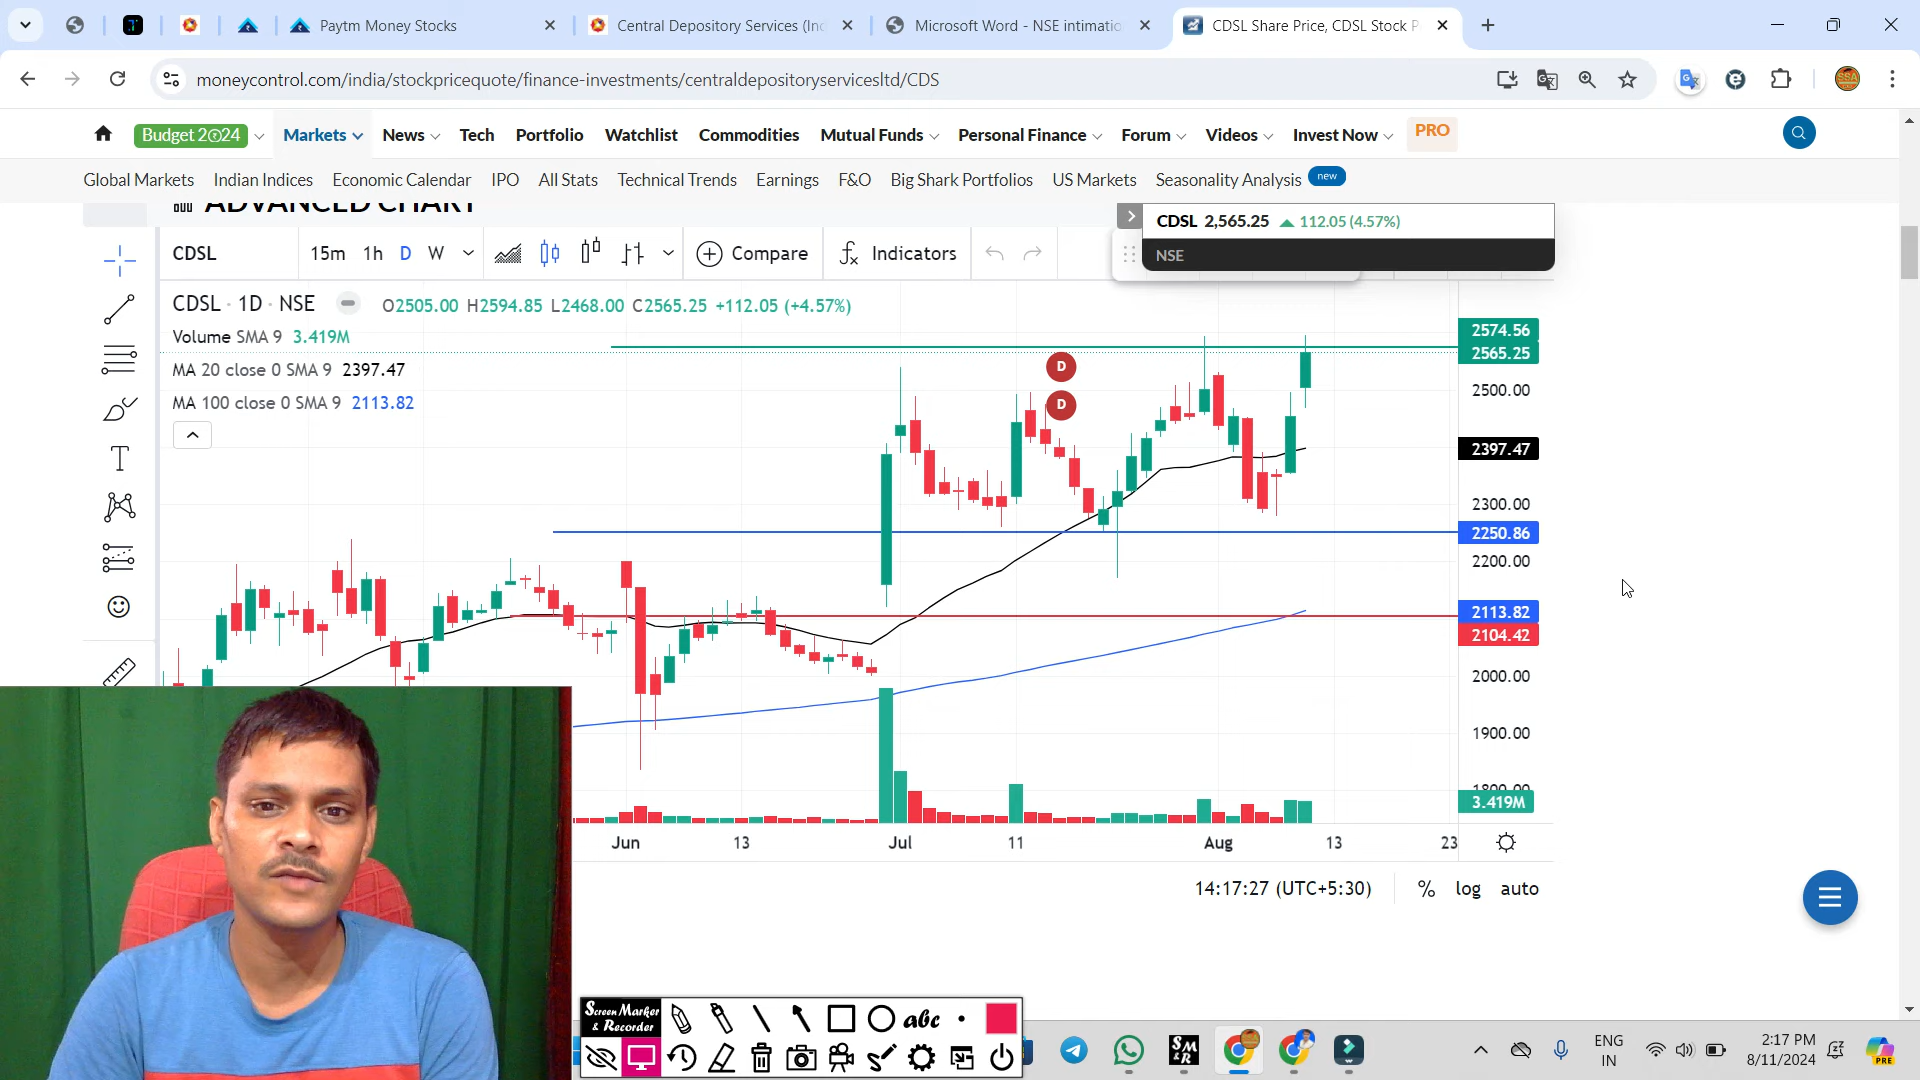 Paytm Money Stocks
Central Depository Services (Ind
Microsoft Word - NSE intimatio
CDSL Share Price, CDSL Stock P
moneycontrol.com/india/stockpricequote/finance-investments/centraldepositoryservicesltd/CDS
Budget 2024 Markets News Tech Portfolio Watchlist Commodities Mutual Funds Personal Finance Forum Videos Invest Now PRO
Global Markets Indian Indices Economic Calendar IPO All Stats Technical Trends Earnings F&O Big Shark Portfolios US Markets Seasonality Analysis new
ADVANCED CHART
CDSL 2,565.25 112.05 (4.57%)
NSE
CDSL 15m 1h D W Compare Indicators
CDSL · 1D · NSE O2505.00 H2594.85 L2468.00 C2565.25 +112.05 (+4.57%)
Volume SMA 9 3.419M
MA 20 close 0 SMA 9 2397.47
MA 100 close 0 SMA 9 2113.82
D
D
2574.56
2565.25
2500.00
2397.47
2300.00
2250.86
2200.00
2113.82
2104.42
2000.00
1900.00
1800.00
3.419M
Jun 13 Jul 11 Aug 13 23
14:17:27 (UTC+5:30) % log auto
Screen Marker
& Recorder
abc
SM
&R
ENG
IN
2:17 PM
8/11/2024
PRE
SSA